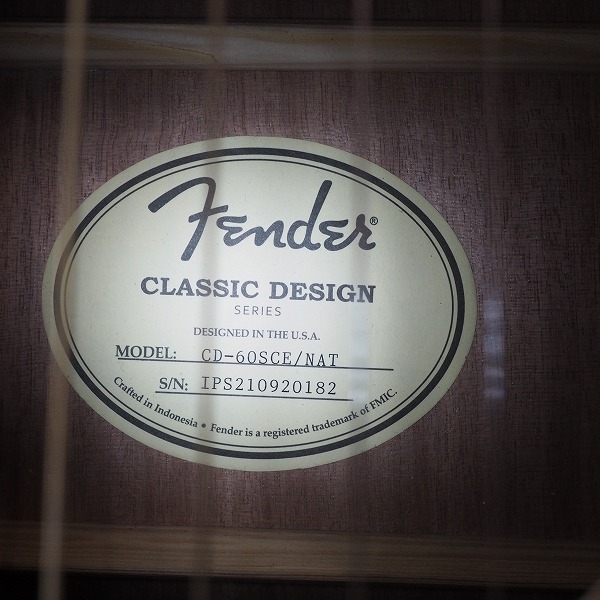 Fender®
CLASSIC DESIGN
SERIES
DESIGNED IN THE U.S.A.
MODEL: CD-60SCE/NAT
S/N: IPS210920182
Crafted in Indonesia • Fender is a registered trademark of FMIC.